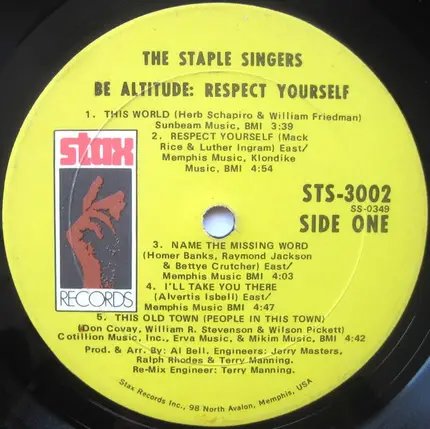 THE STAPLE SINGERS
BE ALTITUDE: RESPECT YOURSELF
1. THIS WORLD (Herb Schapiro & William Friedman)
Sunbeam Music, BMI 3:39
2. RESPECT YOURSELF (Mack
Rice & Luther Ingram) East/
Memphis Music, Klondike
Music, BMI 4:54
stax
RECORDS
STS-3002
SS-0349
SIDE ONE
3. NAME THE MISSING WORD
(Homer Banks, Raymond Jackson
& Bettye Crutcher) East/
Memphis Music, BMI 4:03
4. I'LL TAKE YOU THERE
(Alvertis Isbell) East/
Memphis Music, BMI 4:47
5. THIS OLD TOWN (PEOPLE IN THIS TOWN)
(Don Covay, William R. Stevenson & Wilson Pickett)
Cotillion Music, Inc., Erva Music, & Mikim Music, BMI 4:42
Prod. & Arr. By: Al Bell. Engineers: Jerry Masters,
Ralph Rhodes & Terry Manning.
Re-Mix Engineer: Terry Manning.
Stax Records Inc., 98 North Avalon, Memphis, USA